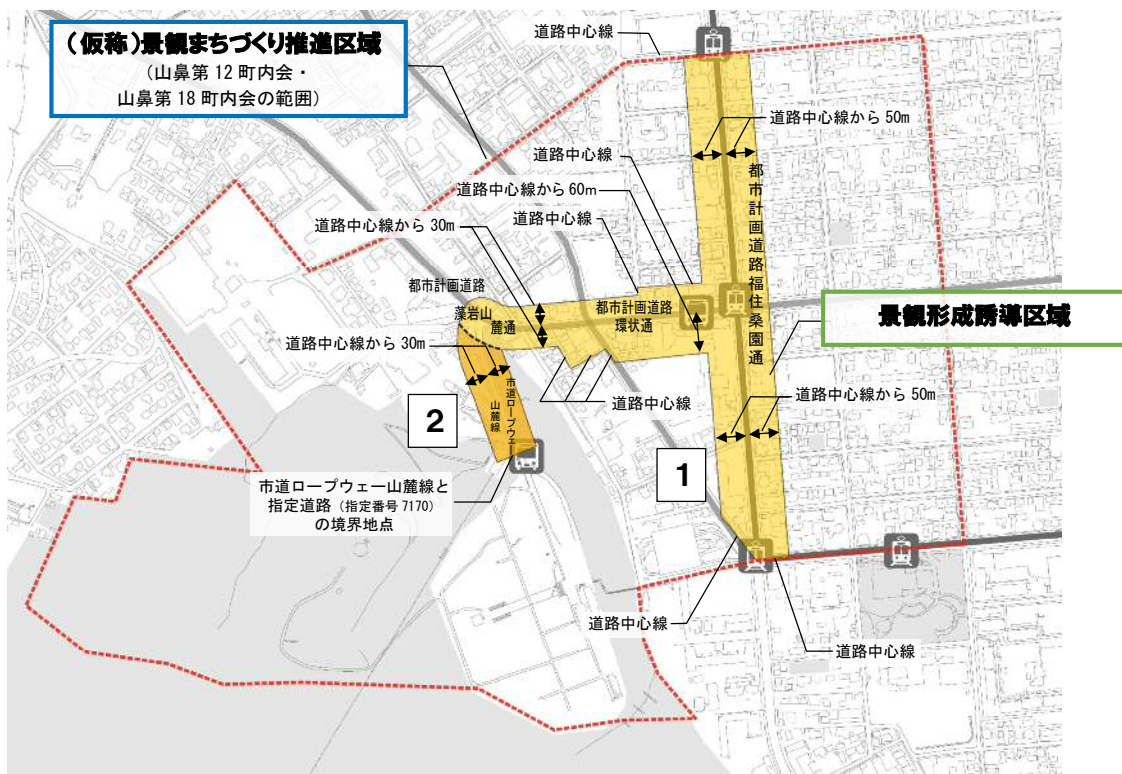 （仮称）景観まちづくり推進区域
（山鼻第 12 町内会・
山鼻第 18 町内会の範囲）
道路中心線
道路中心線から 50m
道路中心線
道路中心線から 60m
道路中心線
道路中心線から 30m
都市計画道路福住桑園通
都市計画道路
藻岩山
麓通
都市計画道路
環状通
景観形成誘導区域
道路中心線から 30m
市道ロープウェー
山麓線
道路中心線
道路中心線から 50m
2
1
市道ロープウェー山麓線と
指定道路（指定番号 7170）
の境界地点
道路中心線
道路中心線